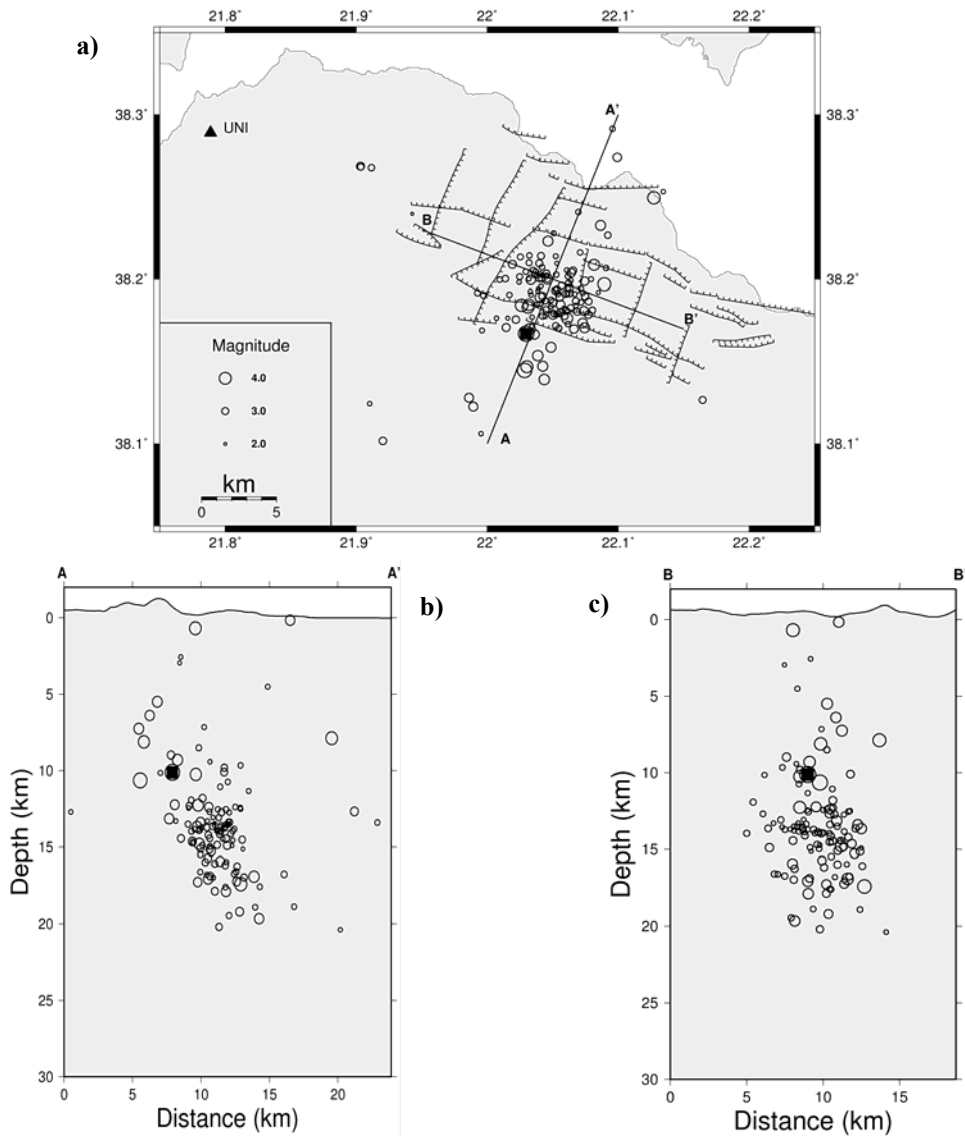 a)
21.8° 21.9° 22° 22.1° 22.2°
38.3° 38.3°
38.2° 38.2°
38.1° 38.1°
UNI
A'
B
B'
A
Magnitude
4.0
3.0
2.0
km
0 5
21.8° 21.9° 22° 22.1° 22.2°
A A'
b)
0
5
10
15
20
25
30
Depth (km)
0 5 10 15 20
Distance (km)
B B'
c)
0
5
10
15
20
25
30
Depth (km)
0 5 10 15
Distance (km)